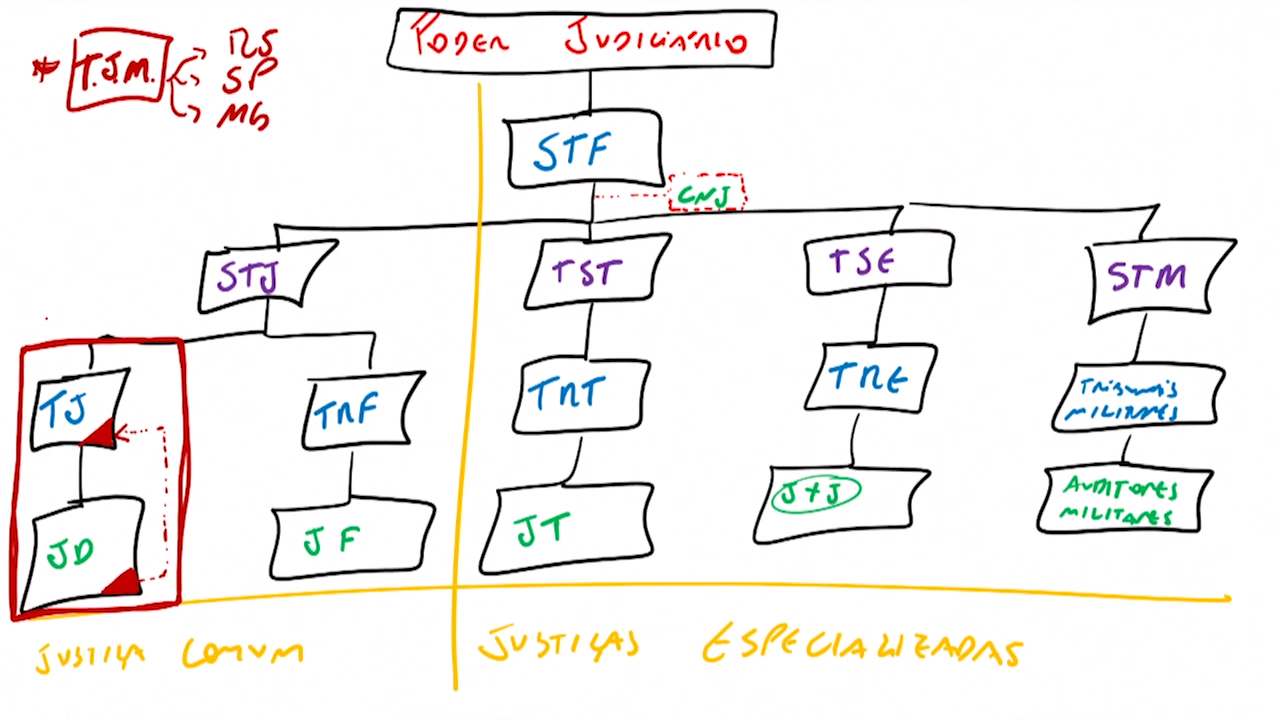 PODER JUDICIÁRIO
* T.J.M. RS
SP
MG
STF
CNJ
STJ
TST
TSE
STM
TJ
TRF
TRT
TRE
TRIBUNAIS
MILITARES
JD
JF
JT
J+J
AUDITORES
MILITARES
JUSTIÇA COMUM
JUSTIÇAS ESPECIALIZADAS